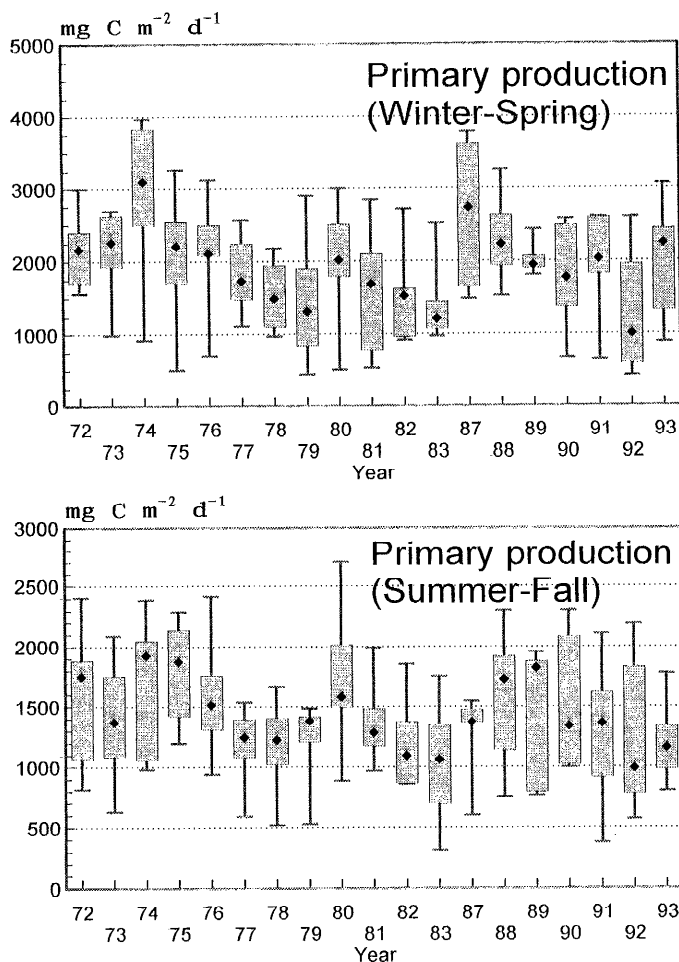 mg C m⁻² d⁻¹
5000
Primary production
(Winter-Spring)
4000
3000
2000
1000
0
72 74 76 78 80 82 87 89 91 93
73 75 77 79 81 83 88 90 92
Year
mg C m⁻² d⁻¹
3000
Primary production
(Summer-Fall)
2500
2000
1500
1000
500
0
72 74 76 78 80 82 87 89 91 93
73 75 77 79 81 83 88 90 92
Year